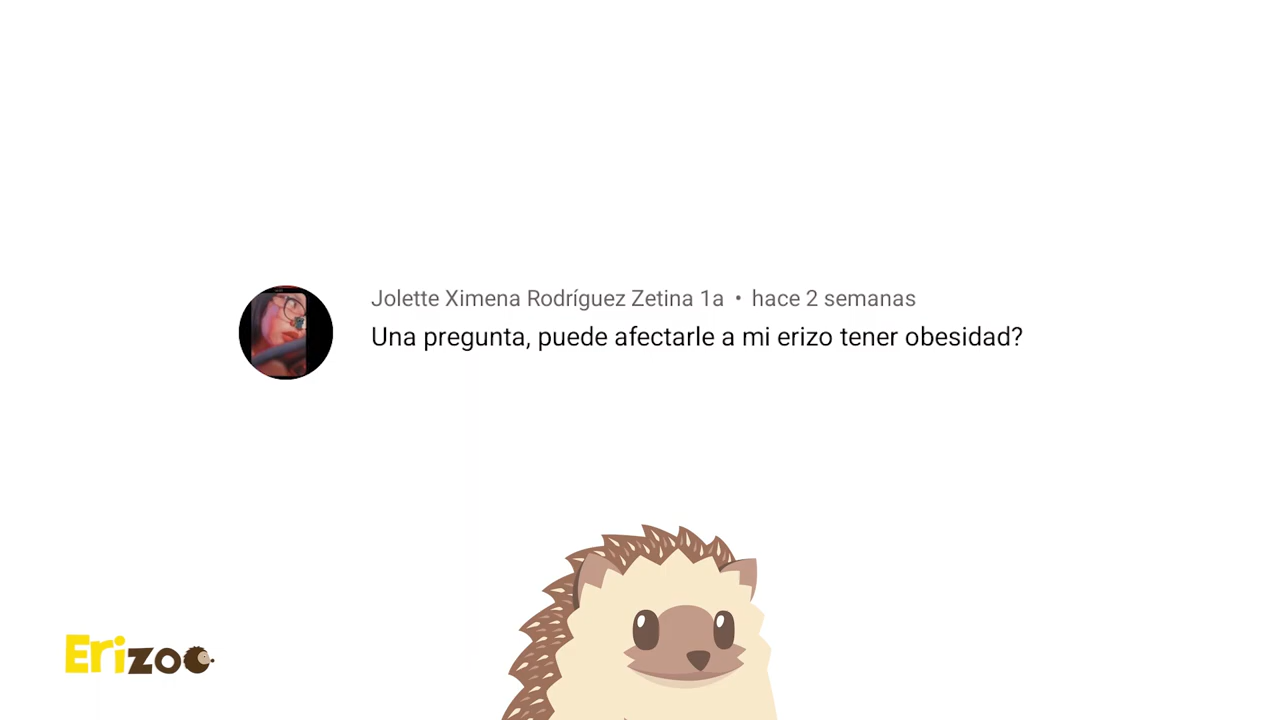 Jolette Ximena Rodríguez Zetina 1a • hace 2 semanas
Una pregunta, puede afectarle a mi erizo tener obesidad?
Erizoo